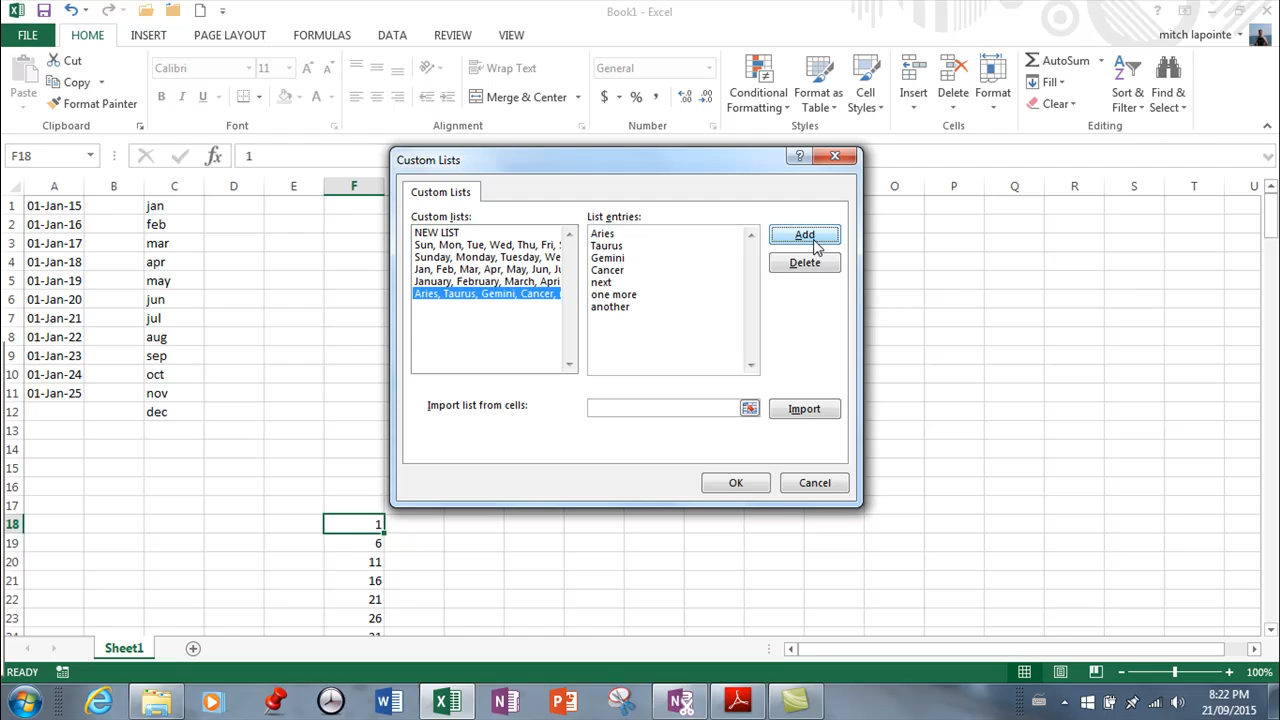 Book1 - Excel
FILE HOME INSERT PAGE LAYOUT FORMULAS DATA REVIEW VIEW mitch lapointe
Cut Calibri 11 Wrap Text General AutoSum
Copy Fill
Paste Format Painter Merge & Center Conditional Formatting Format as Table Cell Styles Insert Delete Format Clear Sort & Filter Find & Select
Clipboard Font Alignment Number Styles Cells Editing
F18 fx 1
A B C D E F O P Q R S T U
1 01-Jan-15 jan
2 01-Jan-16 feb
3 01-Jan-17 mar
4 01-Jan-18 apr
5 01-Jan-19 may
6 01-Jan-20 jun
7 01-Jan-21 jul
8 01-Jan-22 aug
9 01-Jan-23 sep
10 01-Jan-24 oct
11 01-Jan-25 nov
12 dec
13
14
15
16
17
18 1
19 6
20 11
21 16
22 21
23 26
Custom Lists
Custom Lists
Custom lists: List entries:
NEW LIST
Sun, Mon, Tue, Wed, Thu, Fri, S
Sunday, Monday, Tuesday, We
Jan, Feb, Mar, Apr, May, Jun, Ju
January, February, March, April
Aries, Taurus, Gemini, Cancer,
Aries
Taurus
Gemini
Cancer
next
one more
another
Add
Delete
Import list from cells: Import
OK Cancel
Sheet1
READY 100%
8:22 PM
21/09/2015